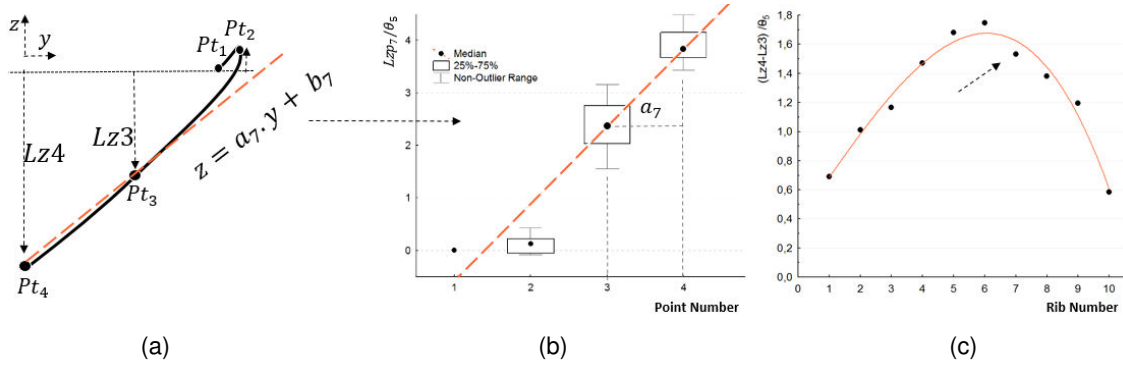 z
y
Pt₁
Pt₂
Lz4
Lz3
z = a₇.y + b₇
Pt₃
Pt₄
(a)
Lzp₇/θ₅
Median
25%-75%
Non-Outlier Range
a₇
4
3
2
1
0
1 2 3 4
Point Number
(b)
(Lz4-Lz3) /θ₅
1,8
1,6
1,4
1,2
1,0
0,8
0,6
0,4
0,2
0,0
0 1 2 3 4 5 6 7 8 9 10
Rib Number
(c)